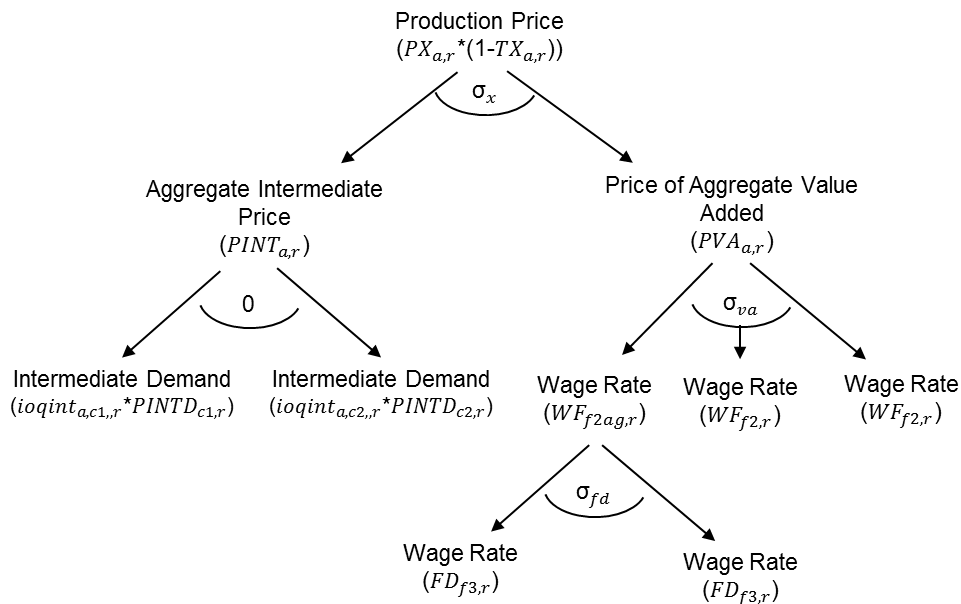 Production Price
(PXa,r*(1-TXa,r))
σx
Aggregate Intermediate
Price
(PINTa,r)
Price of Aggregate Value
Added
(PVAa,r)
0
σva
Intermediate Demand
(ioqinta,c1,,r*PINTDc1,r)
Intermediate Demand
(ioqinta,c2,,r*PINTDc2,r)
Wage Rate
(WFf2ag,r)
Wage Rate
(WFf2,r)
Wage Rate
(WFf2,r)
σfd
Wage Rate
(FDf3,r)
Wage Rate
(FDf3,r)